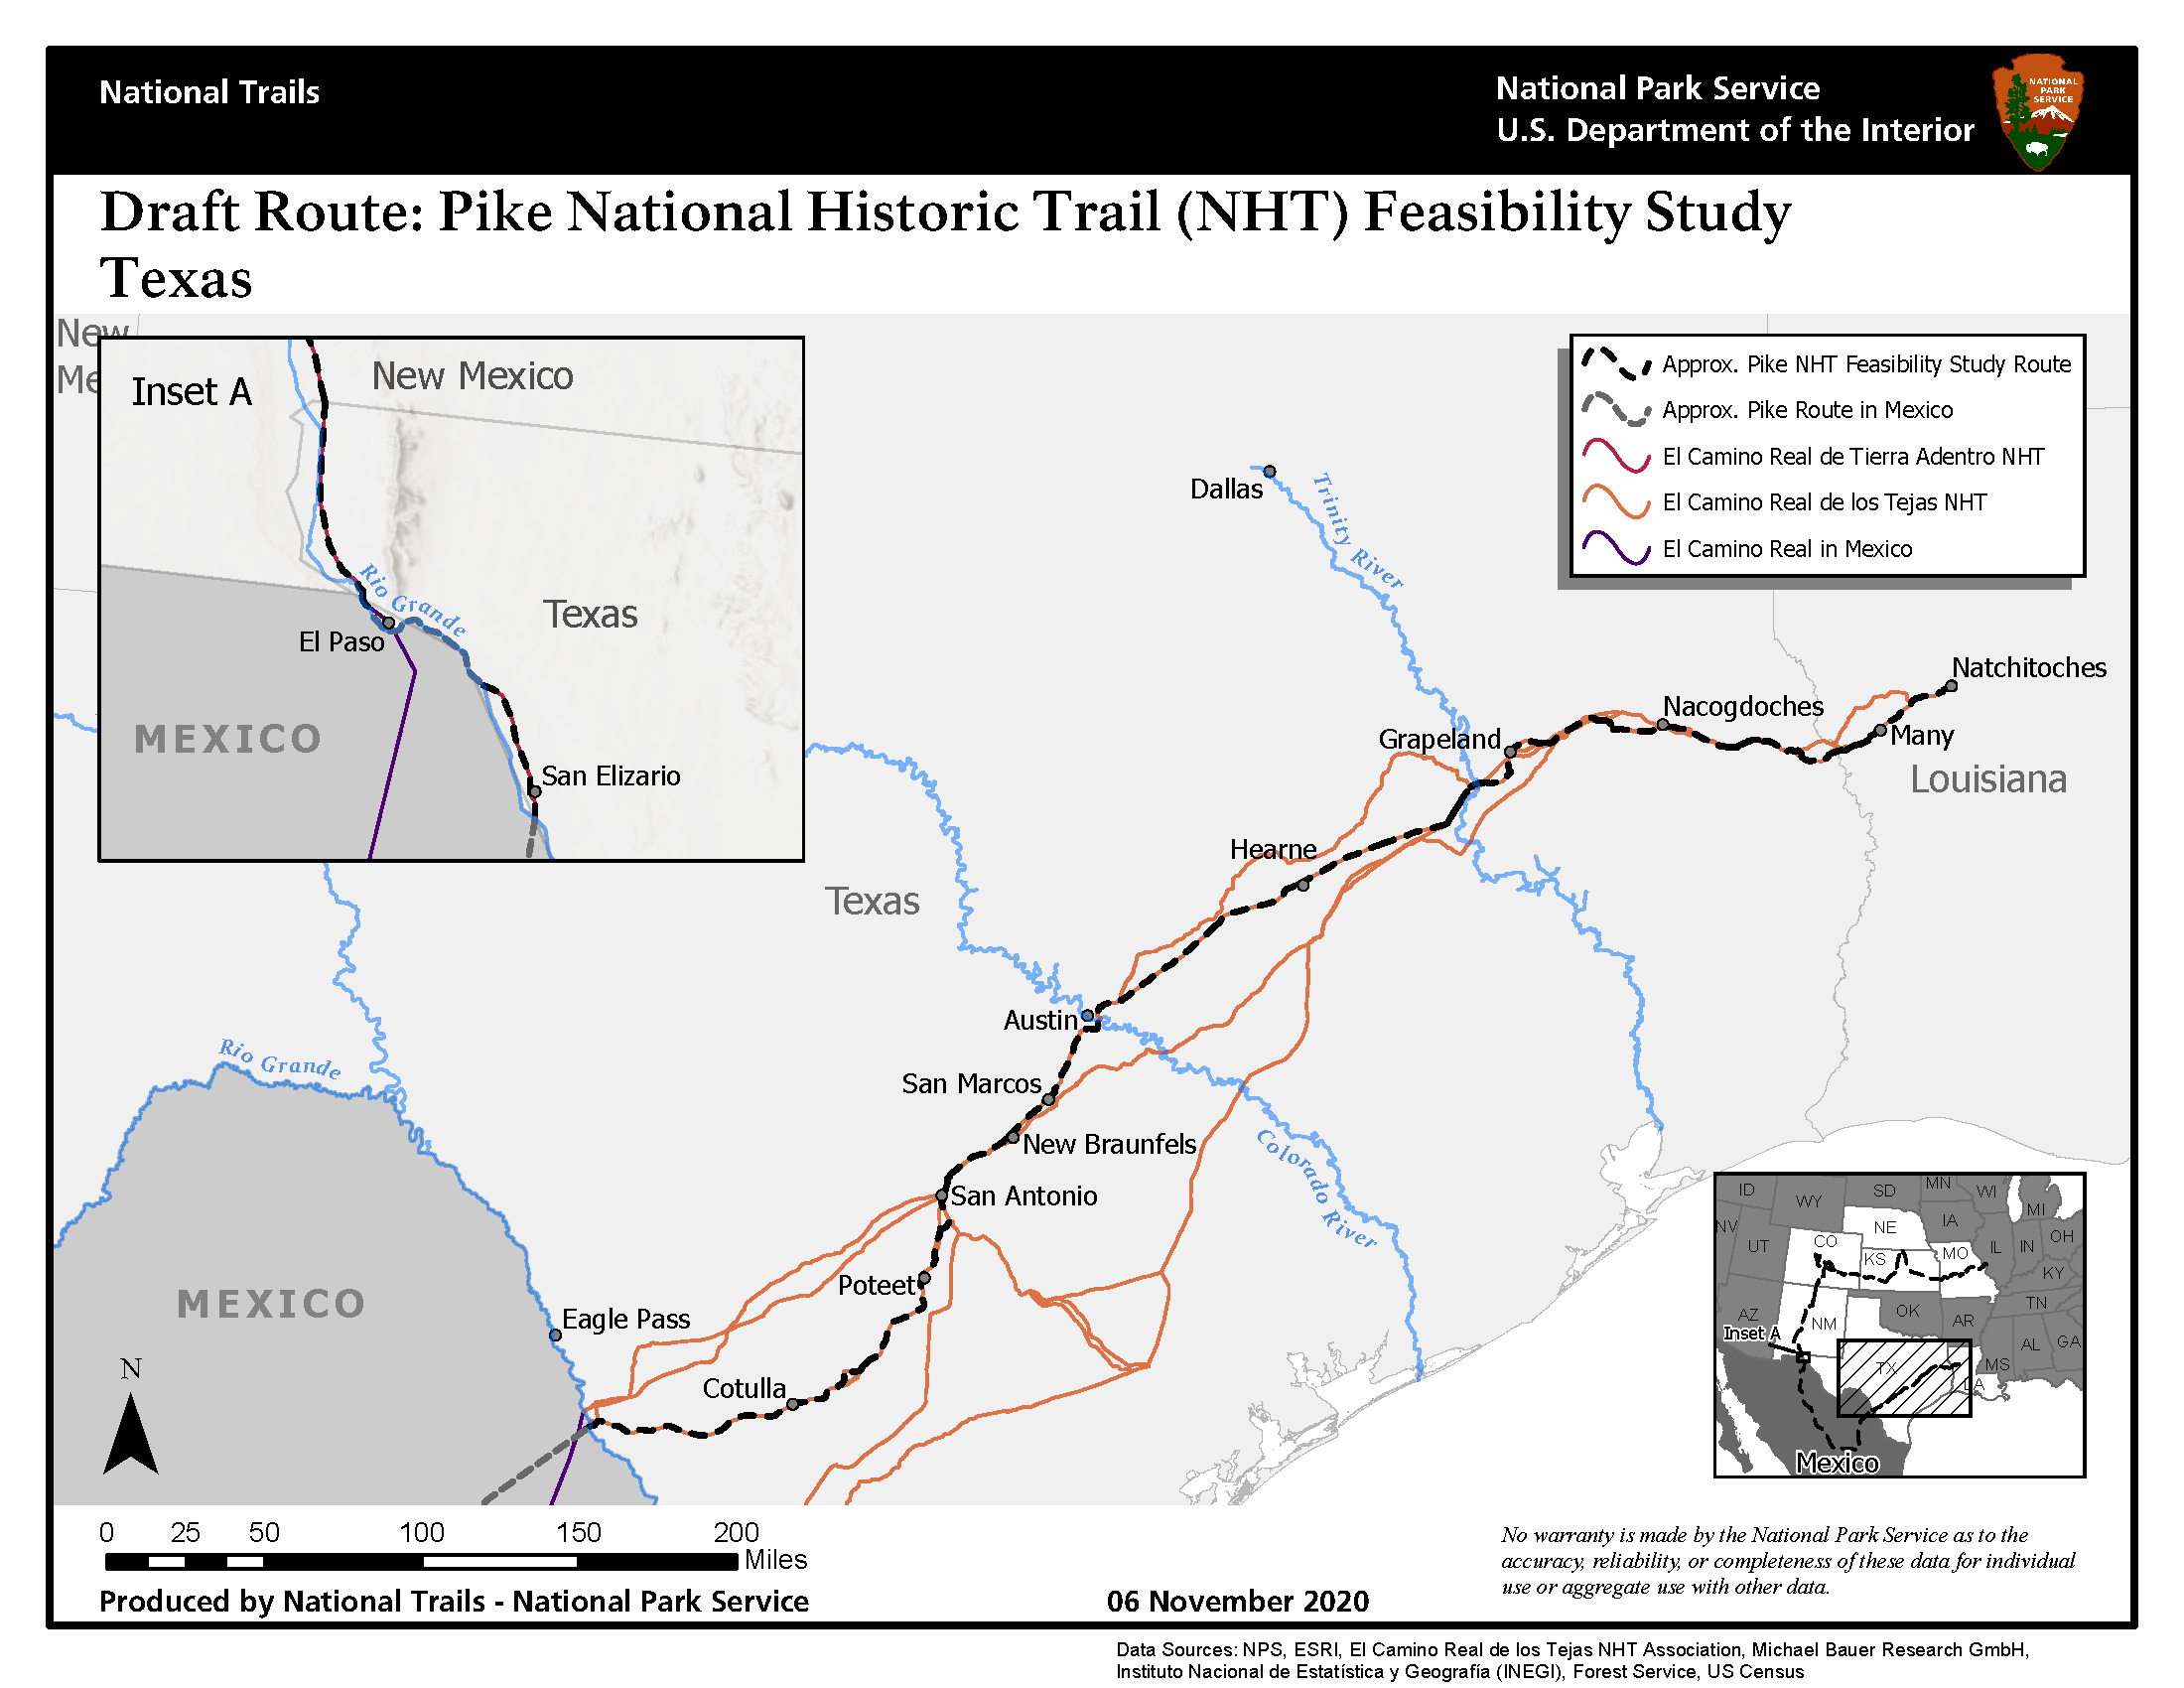 National Trails
National Park Service
U.S. Department of the Interior
NATIONAL
PARK
SERVICE
Draft Route: Pike National Historic Trail (NHT) Feasibility Study
Texas
New
Me
Inset A
New Mexico
Rio Grande
Texas
El Paso
MEXICO
San Elizario
Approx. Pike NHT Feasibility Study Route
Approx. Pike Route in Mexico
El Camino Real de Tierra Adentro NHT
El Camino Real de los Tejas NHT
El Camino Real in Mexico
Dallas
Trinity River
Natchitoches
Nacogdoches
Grapeland
Many
Louisiana
Hearne
Texas
Austin
Rio Grande
San Marcos
New Braunfels
Colorado River
San Antonio
Poteet
MEXICO
Eagle Pass
Cotulla
N
ID
WY
SD
MN
WI
MI
NV
UT
CO
NE
KS
IA
MO
IL
IN
OH
KY
AZ
NM
OK
AR
TN
Inset A
TX
MS
AL
GA
LA
Mexico
0 25 50 100 150 200
Miles
Produced by National Trails - National Park Service
06 November 2020
No warranty is made by the National Park Service as to the
accuracy, reliability, or completeness of these data for individual
use or aggregate use with other data.
Data Sources: NPS, ESRI, El Camino Real de los Tejas NHT Association, Michael Bauer Research GmbH,
Instituto Nacional de Estatística y Geografía (INEGI), Forest Service, US Census